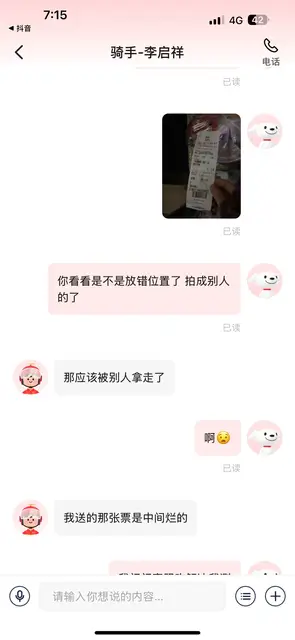 7:15
4G 42
抖音
骑手-李启祥
电话
已读
已读
你看看是不是放错位置了 拍成别人
的了
已读
那应该被别人拿走了
啊😧
已读
我送的那张票是中间烂的
请输入你想说的内容...